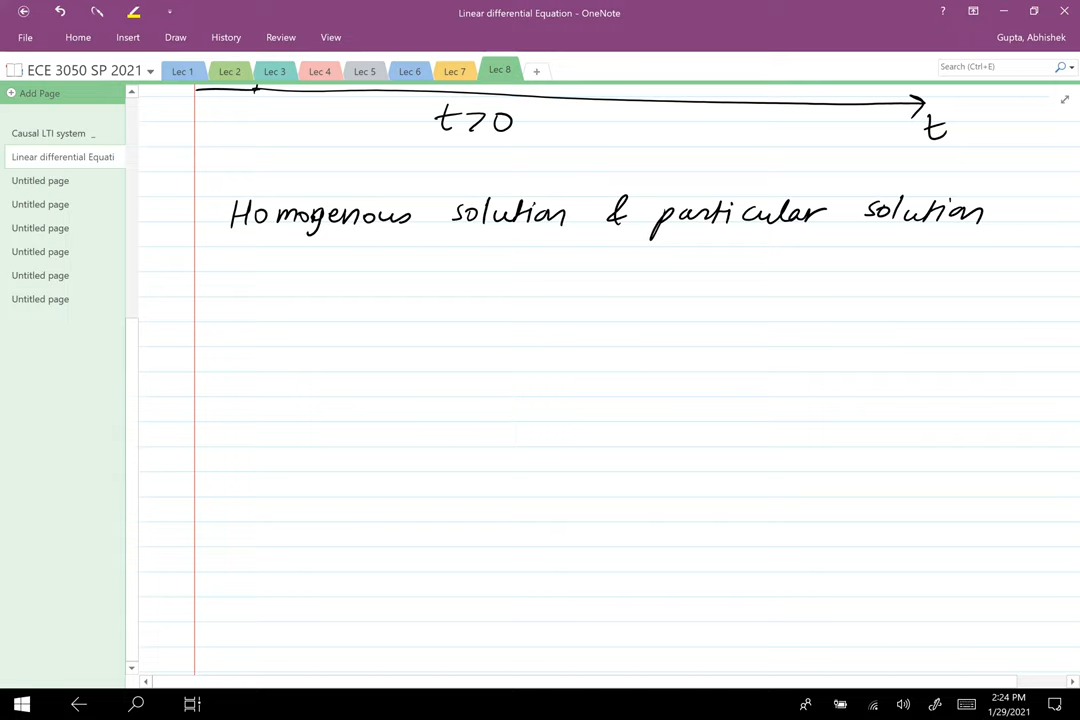 Linear differential Equation - OneNote
File Home Insert Draw History Review View
Gupta, Abhishek
ECE 3050 SP 2021
Lec 1 Lec 2 Lec 3 Lec 4 Lec 5 Lec 6 Lec 7 Lec 8
Search (Ctrl+E)
Add Page
Causal LTI system _
Linear differential Equati
Untitled page
Untitled page
Untitled page
Untitled page
Untitled page
Untitled page
t>0
t
Homogenous solution & particular solution
2:24 PM
1/29/2021